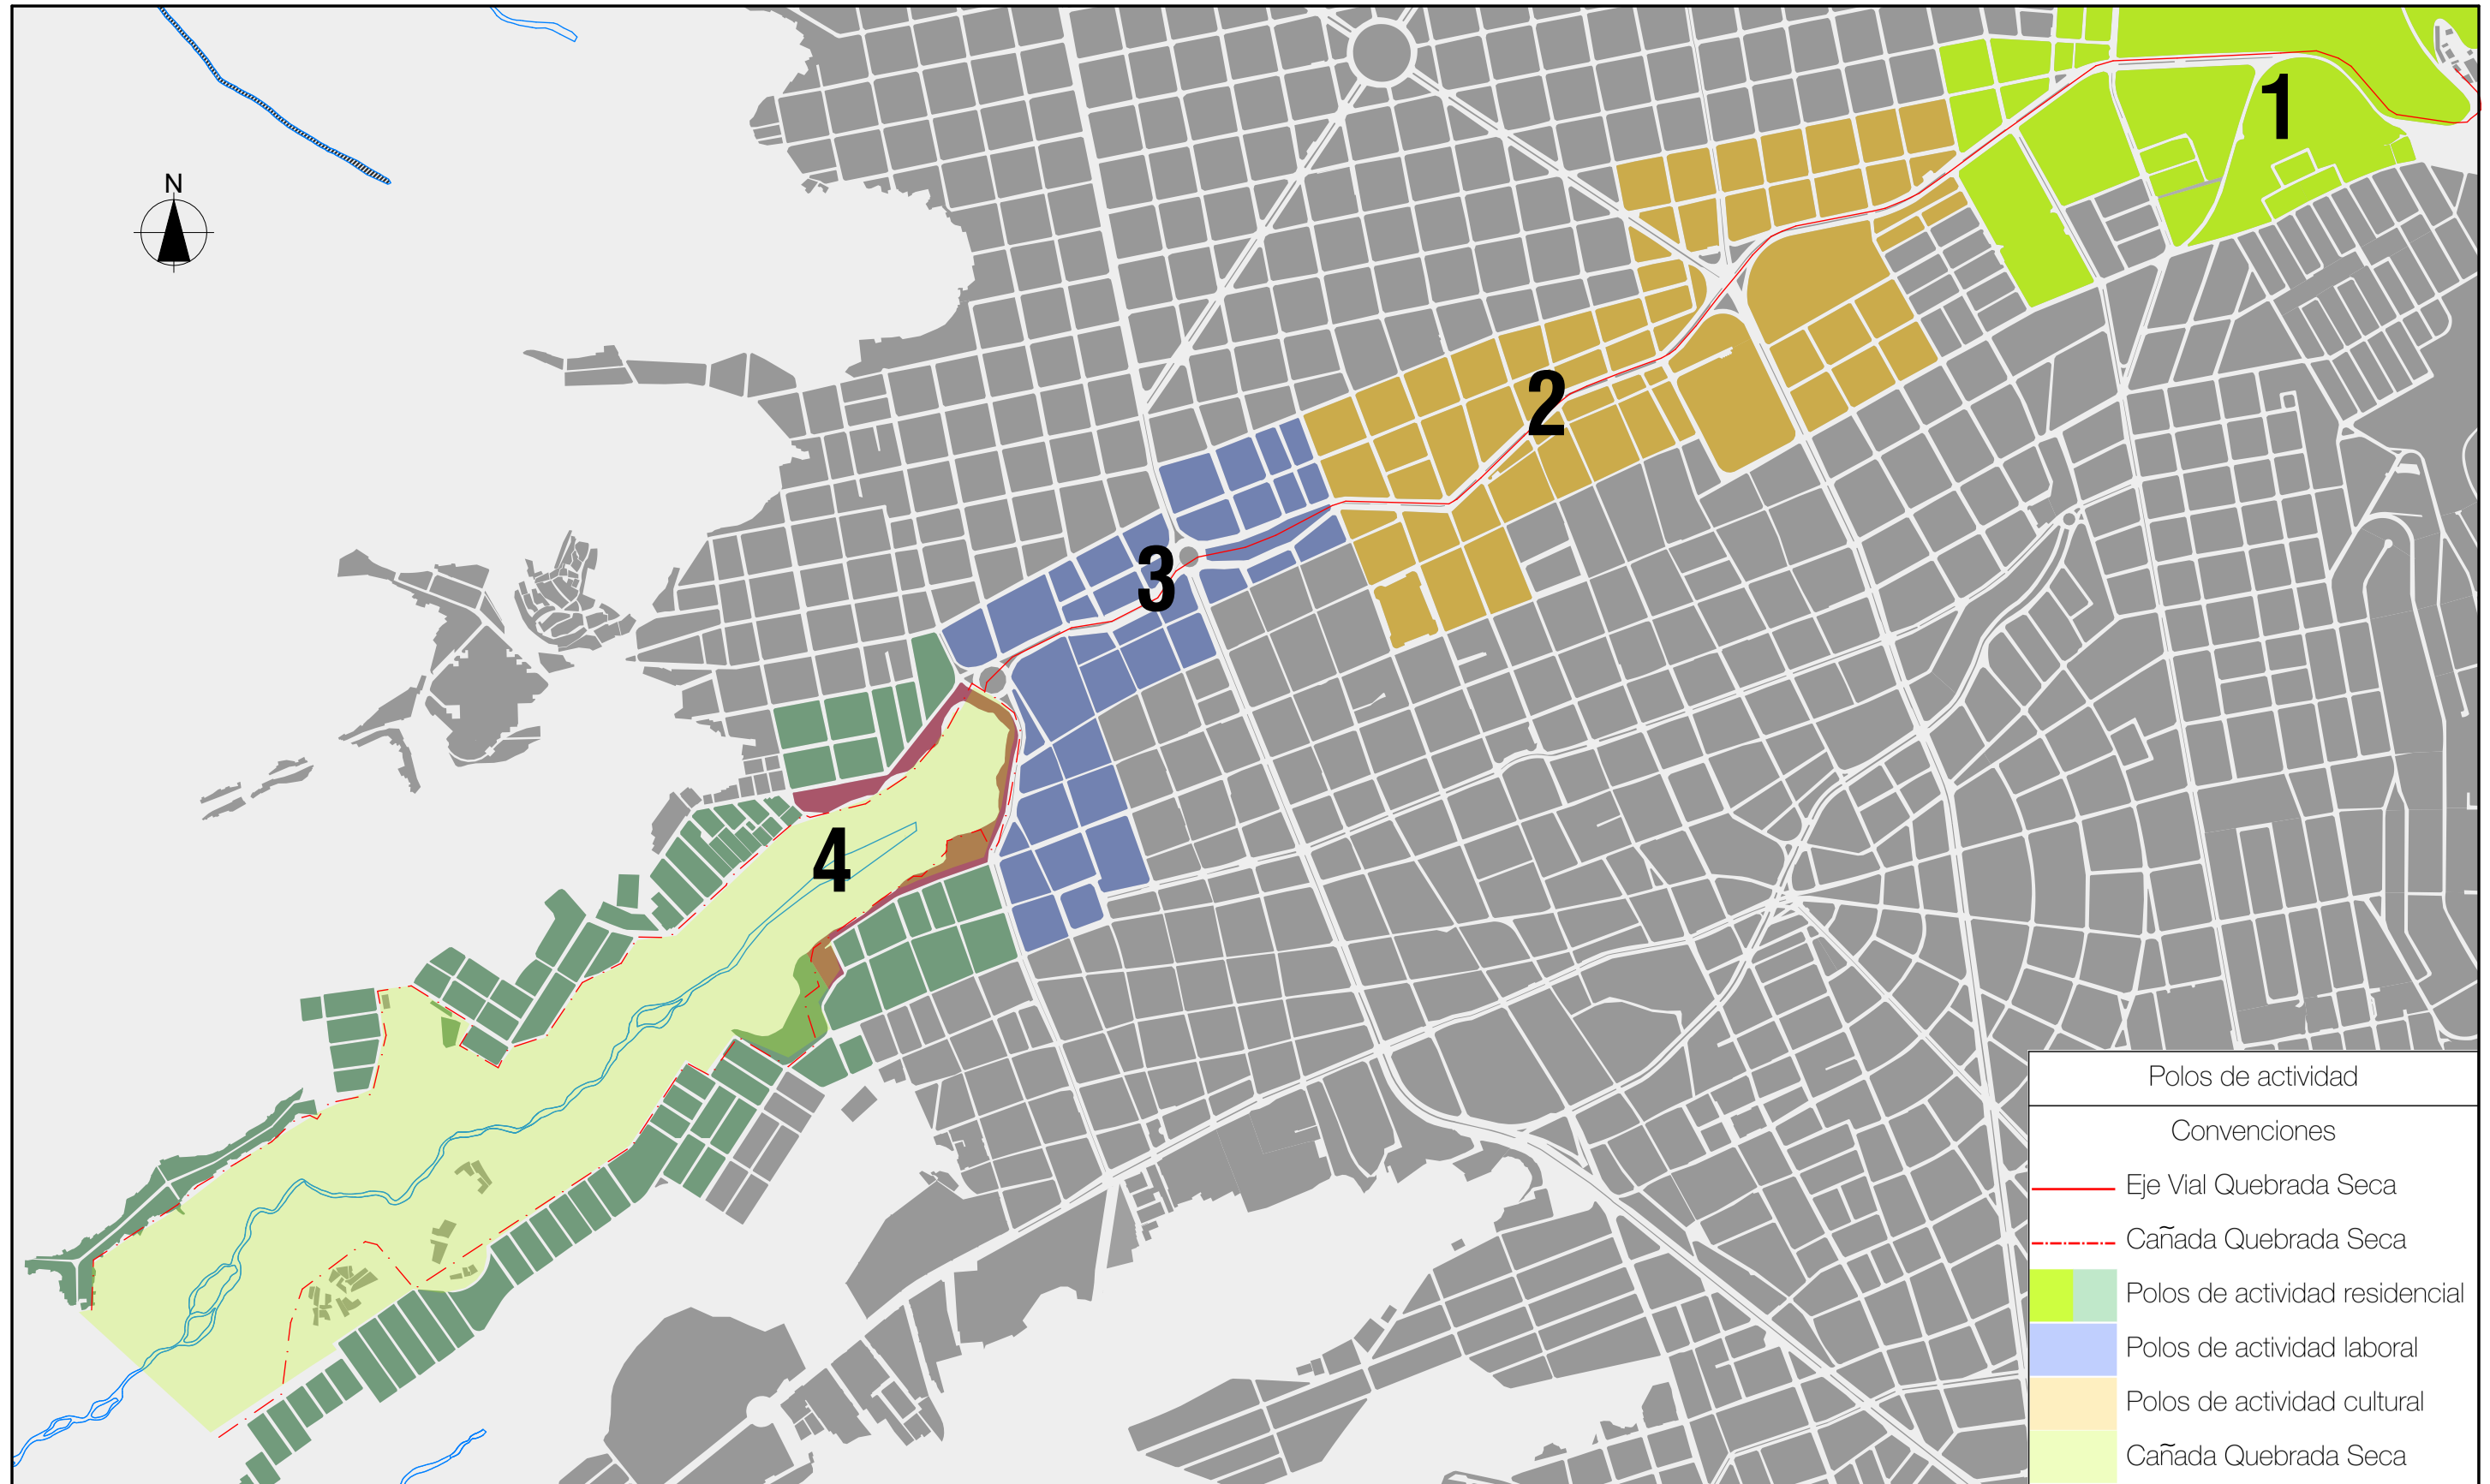 N
1
2
3
4
Polos de actividad
Convenciones
Eje Vial Quebrada Seca
Cañada Quebrada Seca
Polos de actividad residencial
Polos de actividad laboral
Polos de actividad cultural
Cañada Quebrada Seca